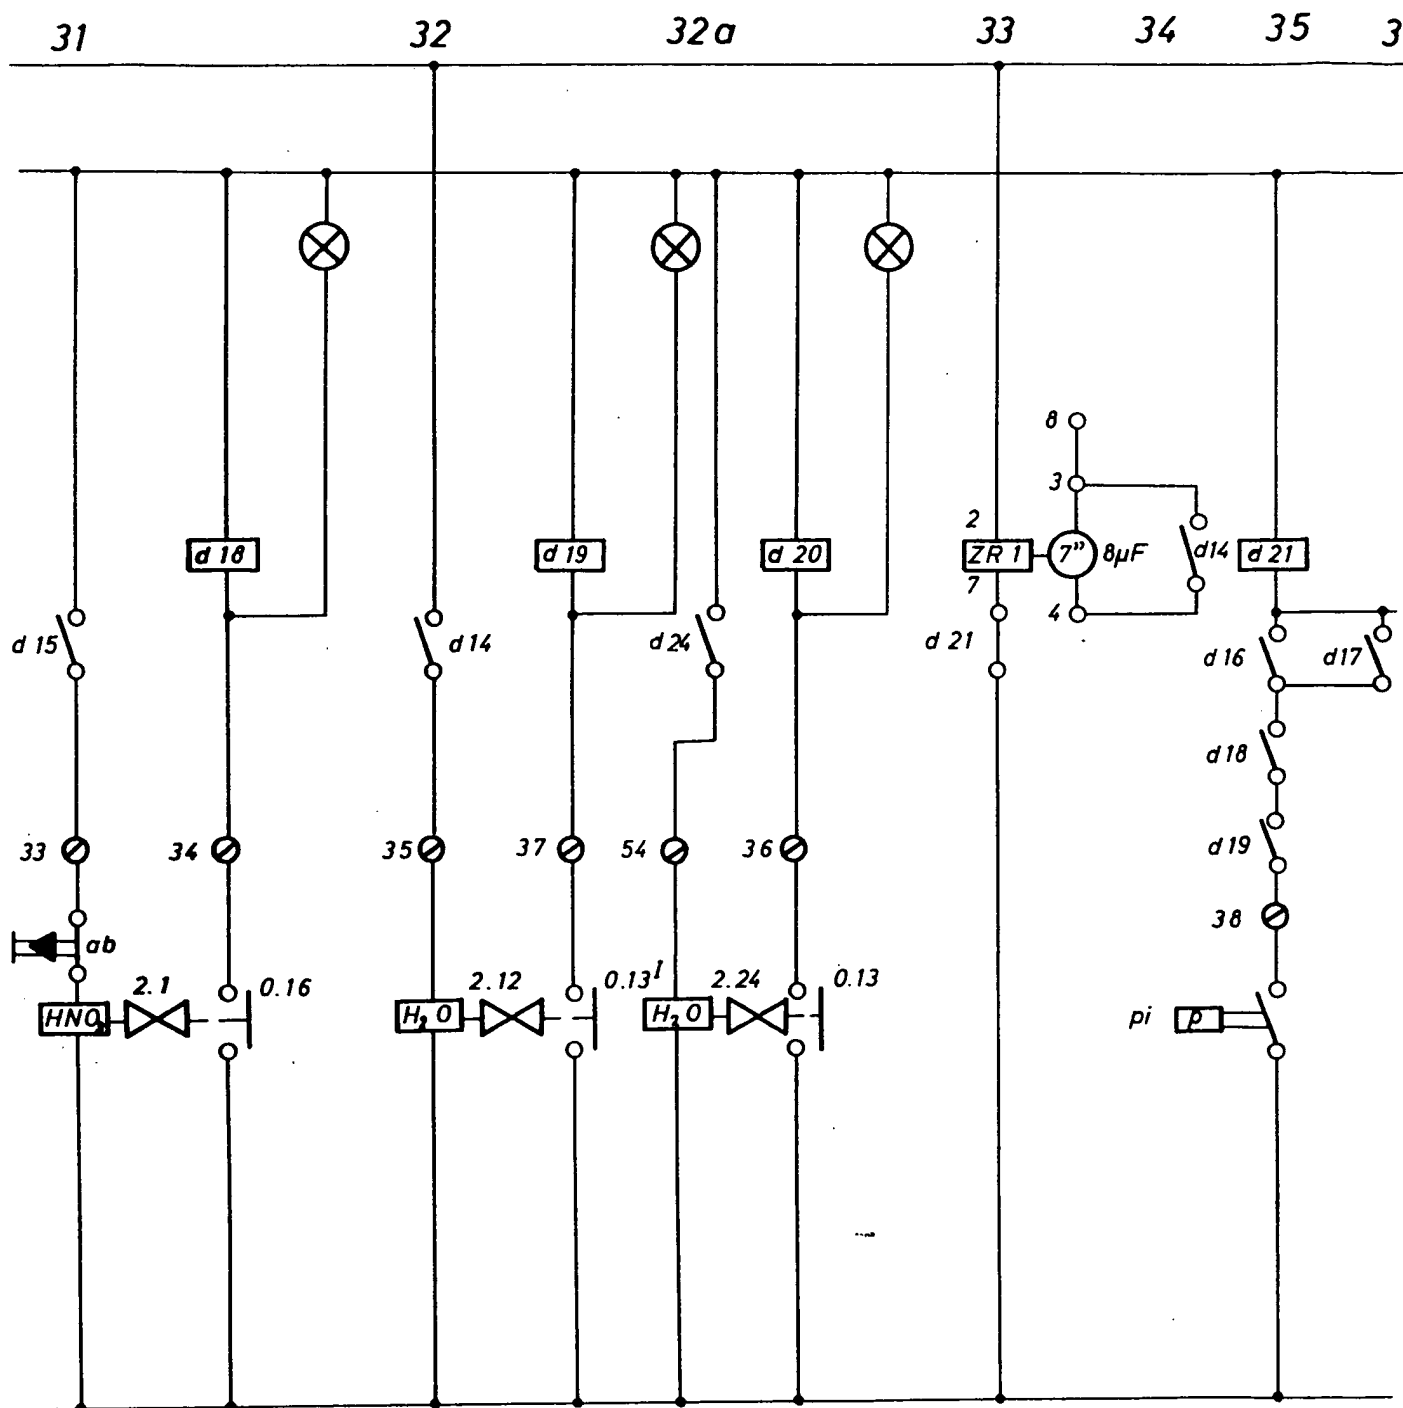 31 32 32a 33 34 35 3
8
3
2
d 18 d 19 d 20 ZR 1 7" 8µF d14 d 21
7
4
d 15 d 14 d 24 d 21 d 16 d17
d 18
33 34 35 37 54 36 d 19
38
ab
2.1 0.16 2.12 0.13 I 2.24 0.13
HNO3 H2O H2O pi p